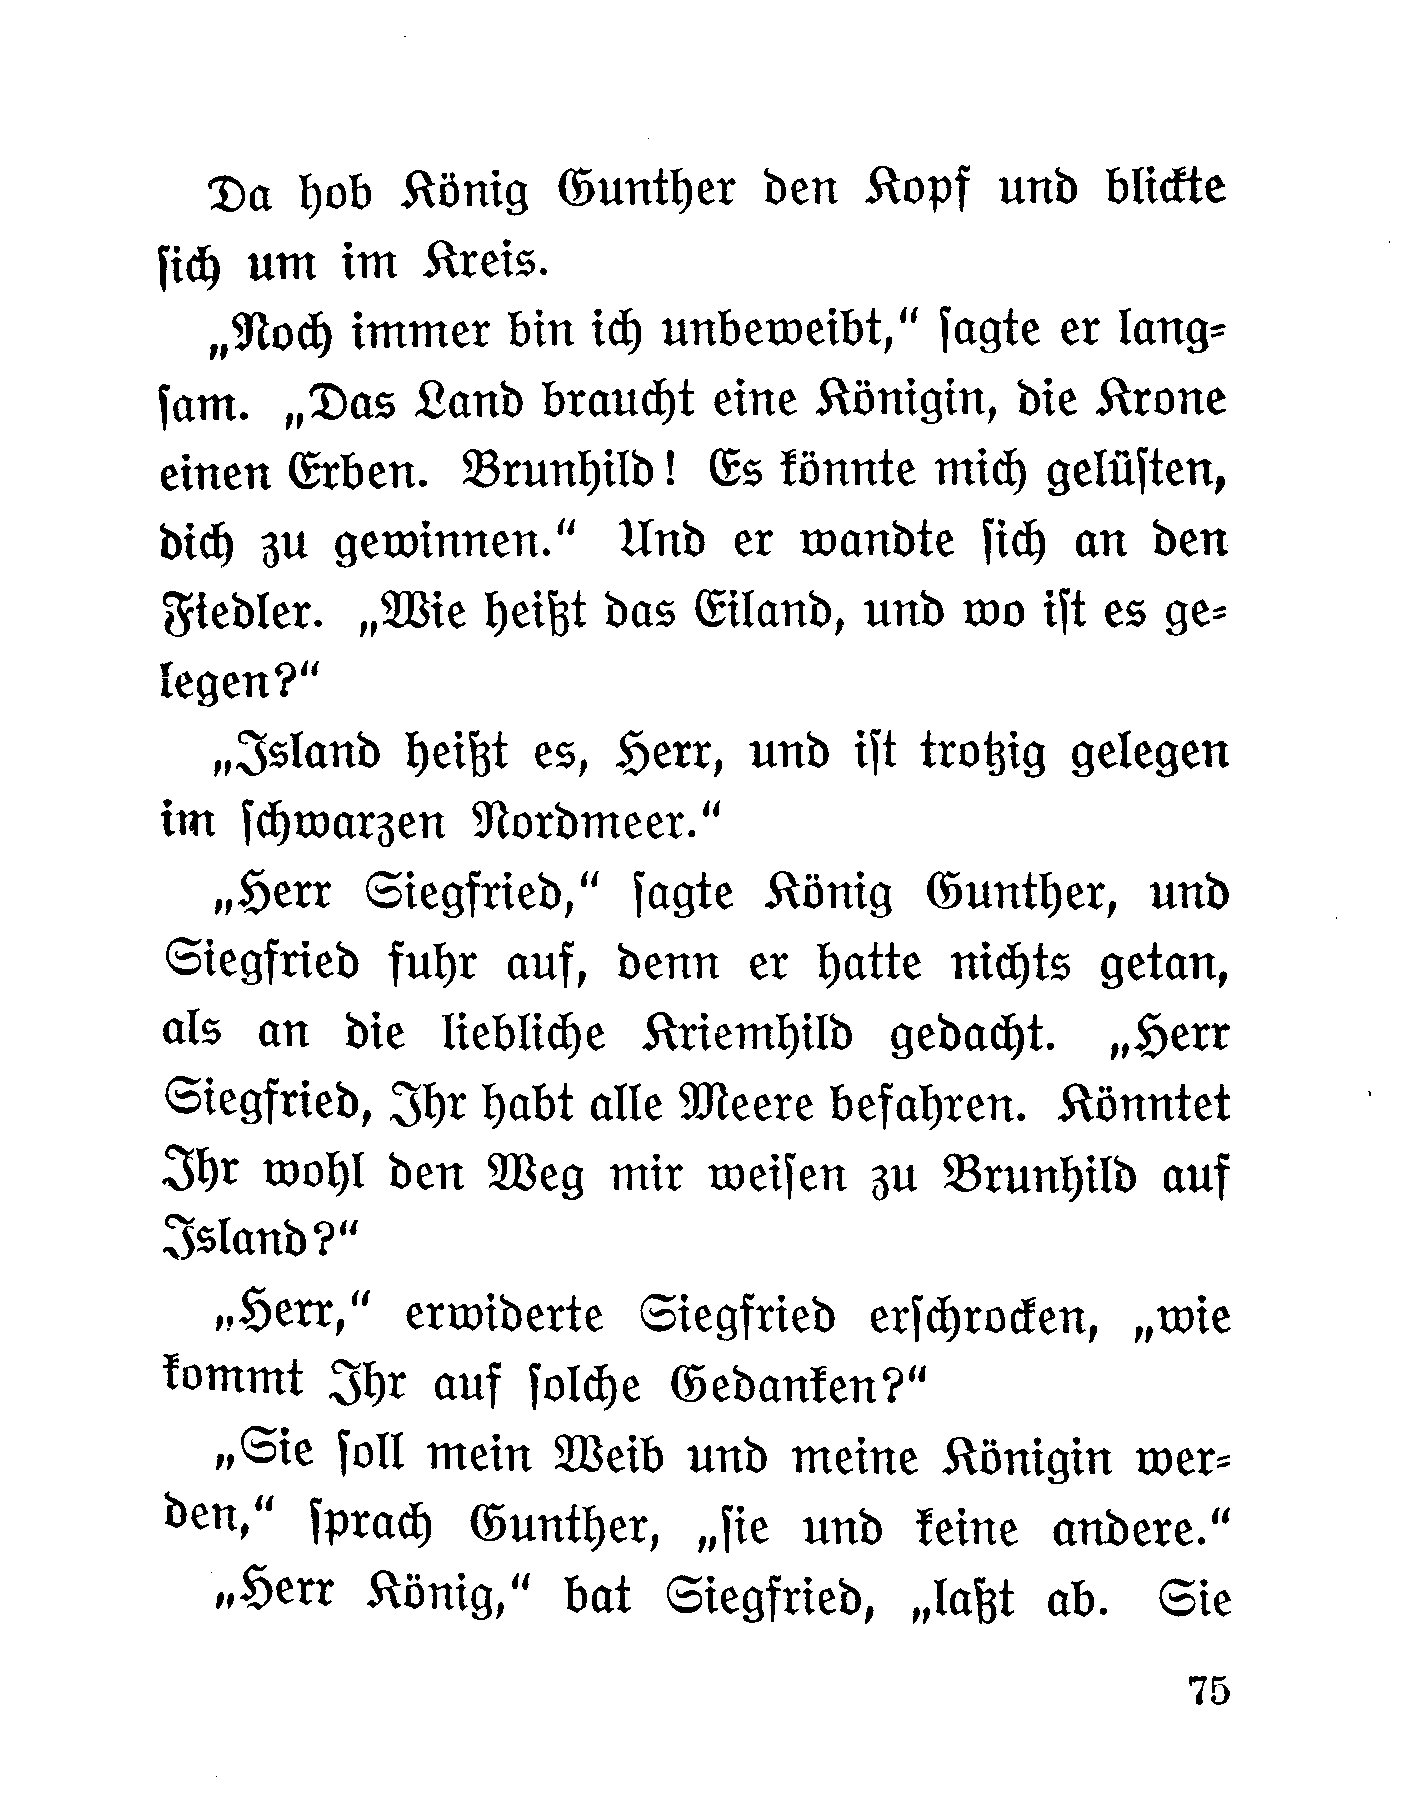 Da hob König Gunther den Kopf und blickte
ſich um im Kreis.
„Noch immer bin ich unbeweibt,“ ſagte er lang⸗
ſam. „Das Land braucht eine Königin, die Krone
einen Erben. Brunhild! Es könnte mich gelüſten,
dich zu gewinnen.“ Und er wandte ſich an den
Fiedler. „Wie heißt das Eiland, und wo iſt es ge⸗
legen?“
„Island heißt es, Herr, und iſt trotzig gelegen
im ſchwarzen Nordmeer.“
„Herr Siegfried,“ ſagte König Gunther, und
Siegfried fuhr auf, denn er hatte nichts getan,
als an die liebliche Kriemhild gedacht. „Herr
Siegfried, Ihr habt alle Meere befahren. Könntet
Ihr wohl den Weg mir weiſen zu Brunhild auf
Island?“
„Herr,“ erwiderte Siegfried erſchrocken, „wie
kommt Ihr auf ſolche Gedanken?“
„Sie ſoll mein Weib und meine Königin wer⸗
den,“ ſprach Gunther, „ſie und keine andere.“
„Herr König,“ bat Siegfried, „laßt ab. Sie
75